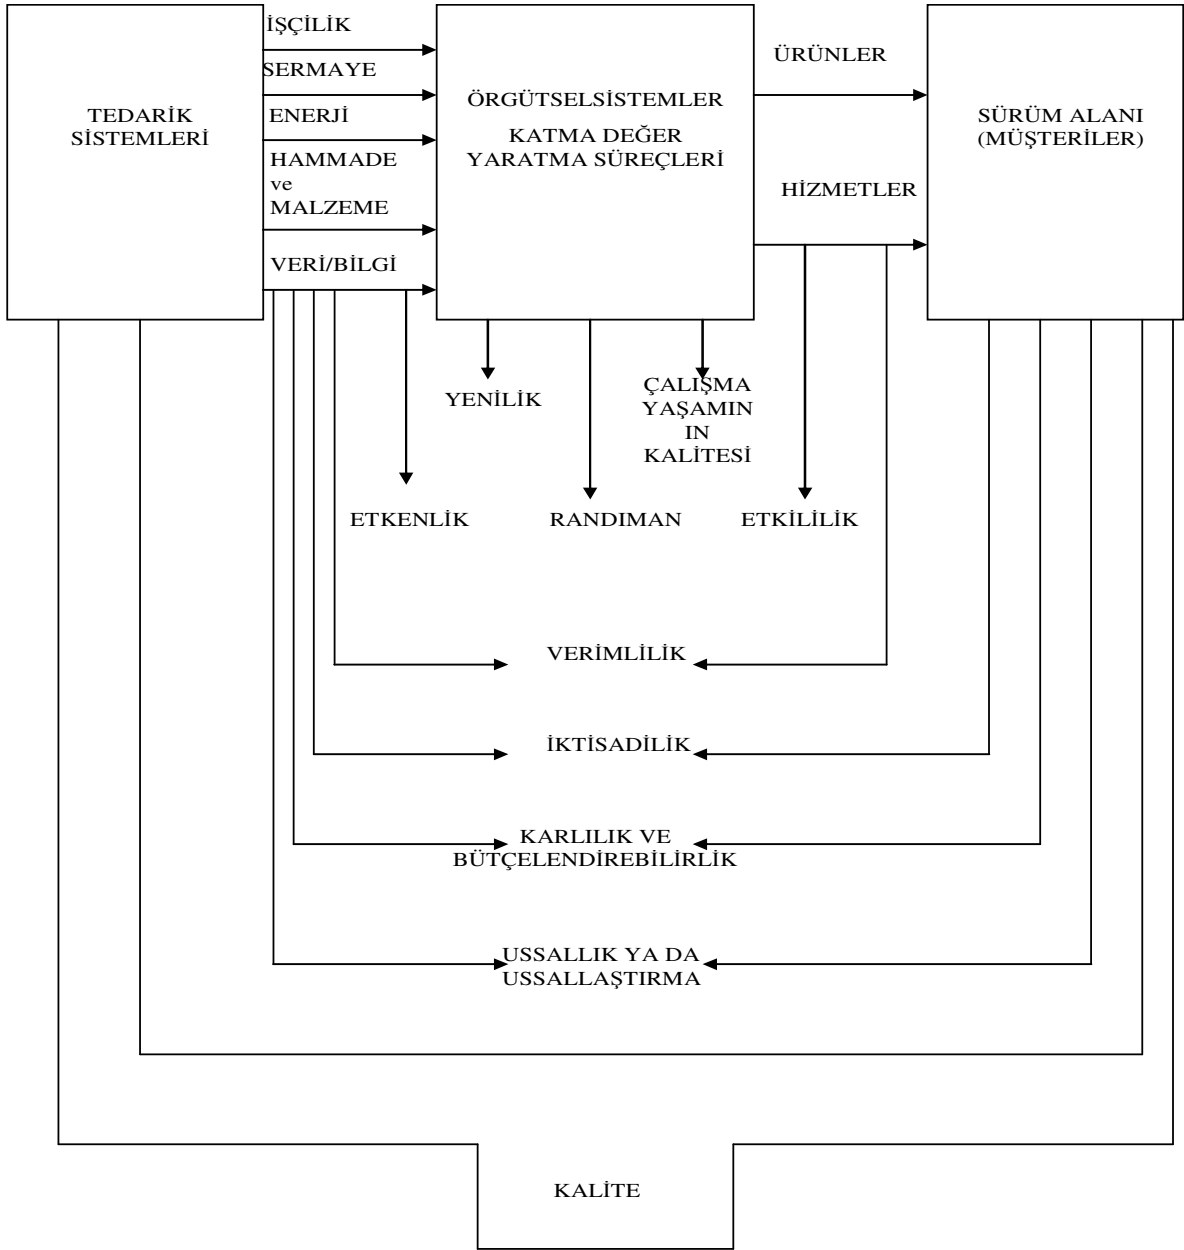 İŞÇİLİK
SERMAYE
ENERJİ
HAMMADE
ve
MALZEME
VERİ/BİLGİ
TEDARİK
SİSTEMLERİ
ÖRGÜTSELSİSTEMLER
KATMA DEĞER
YARATMA SÜREÇLERİ
ÜRÜNLER
HİZMETLER
SÜRÜM ALANI
(MÜŞTERİLER)
YENİLİK
ÇALIŞMA
YAŞAMIN
IN
KALİTESİ
ETKENLİK
RANDIMAN
ETKİLİLİK
VERİMLİLİK
İKTİSADİLİK
KARLILIK VE
BÜTÇELENDİREBİLİRLİK
USSALLIK YA DA
USSALLAŞTIRMA
KALİTE